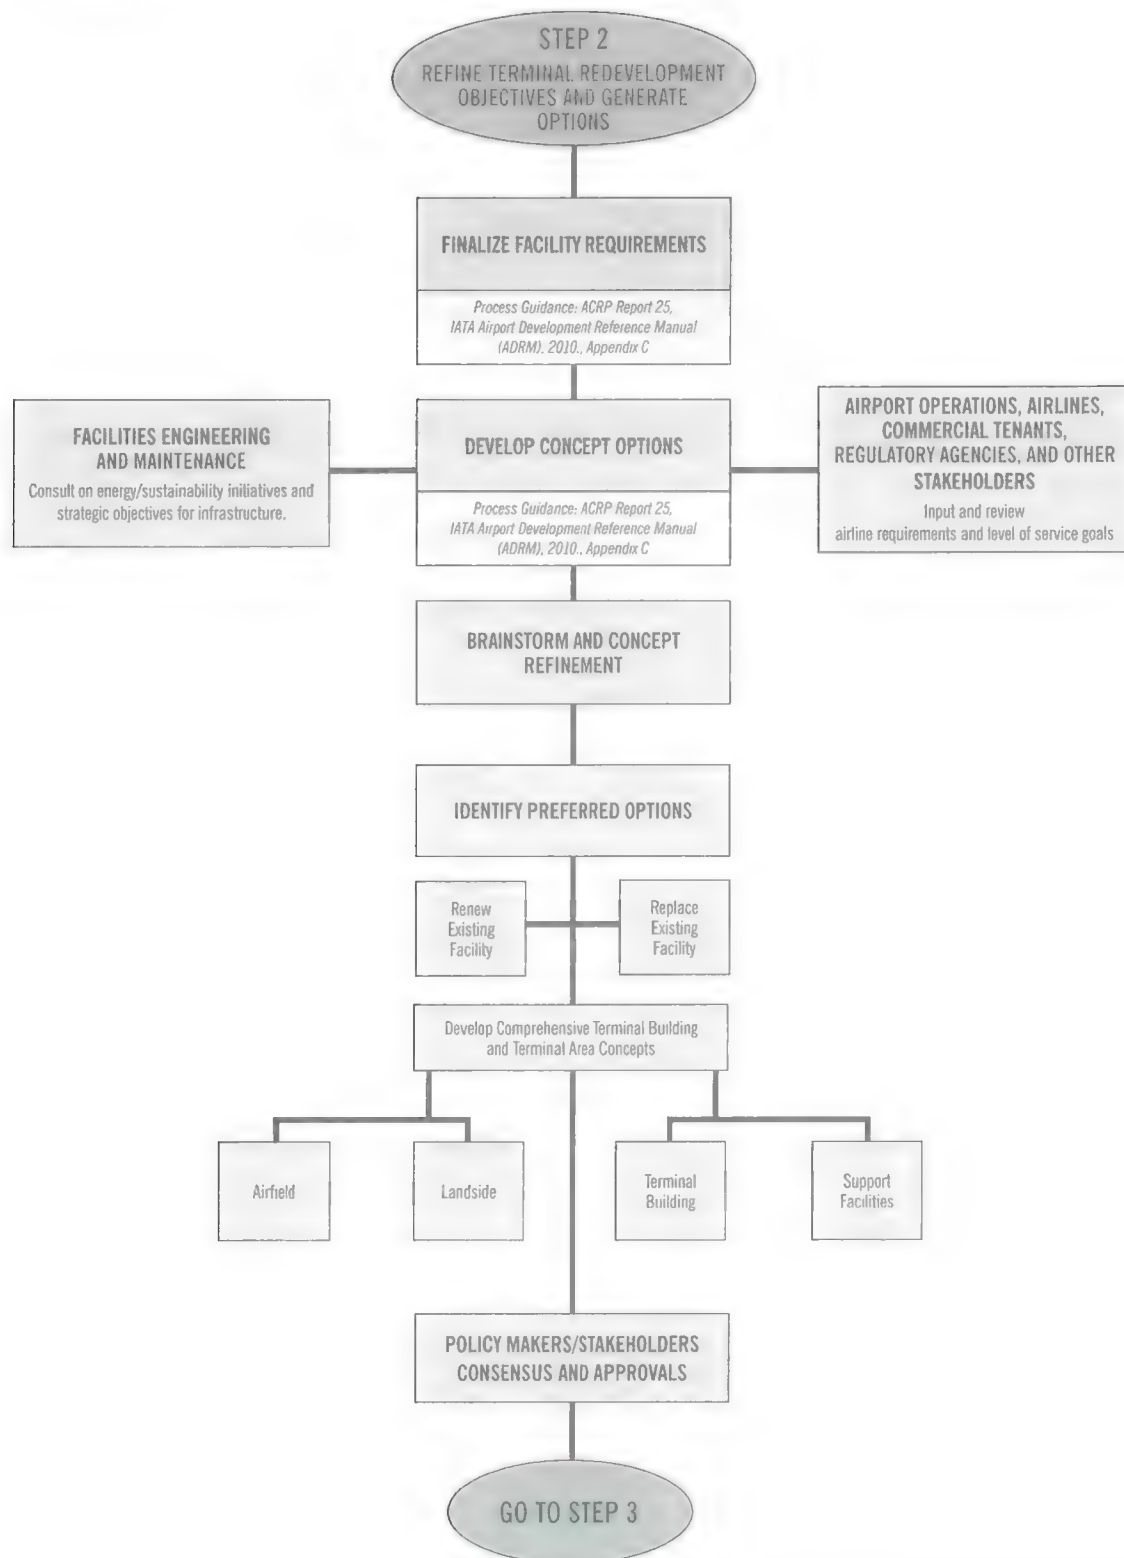 STEP 2
REFINE TERMINAL REDEVELOPMENT
OBJECTIVES AND GENERATE
OPTIONS
FINALIZE FACILITY REQUIREMENTS
Process Guidance: ACRP Report 25,
IATA Airport Development Reference Manual
(ADRM), 2010., Appendix C
FACILITIES ENGINEERING
AND MAINTENANCE
Consult on energy/sustainability initiatives and
strategic objectives for infrastructure.
DEVELOP CONCEPT OPTIONS
Process Guidance: ACRP Report 25,
IATA Airport Development Reference Manual
(ADRM), 2010., Appendix C
AIRPORT OPERATIONS, AIRLINES,
COMMERCIAL TENANTS,
REGULATORY AGENCIES, AND OTHER
STAKEHOLDERS
Input and review
airline requirements and level of service goals
BRAINSTORM AND CONCEPT
REFINEMENT
IDENTIFY PREFERRED OPTIONS
Renew
Existing
Facility
Replace
Existing
Facility
Develop Comprehensive Terminal Building
and Terminal Area Concepts
Airfield
Landside
Terminal
Building
Support
Facilities
POLICY MAKERS/STAKEHOLDERS
CONSENSUS AND APPROVALS
GO TO STEP 3